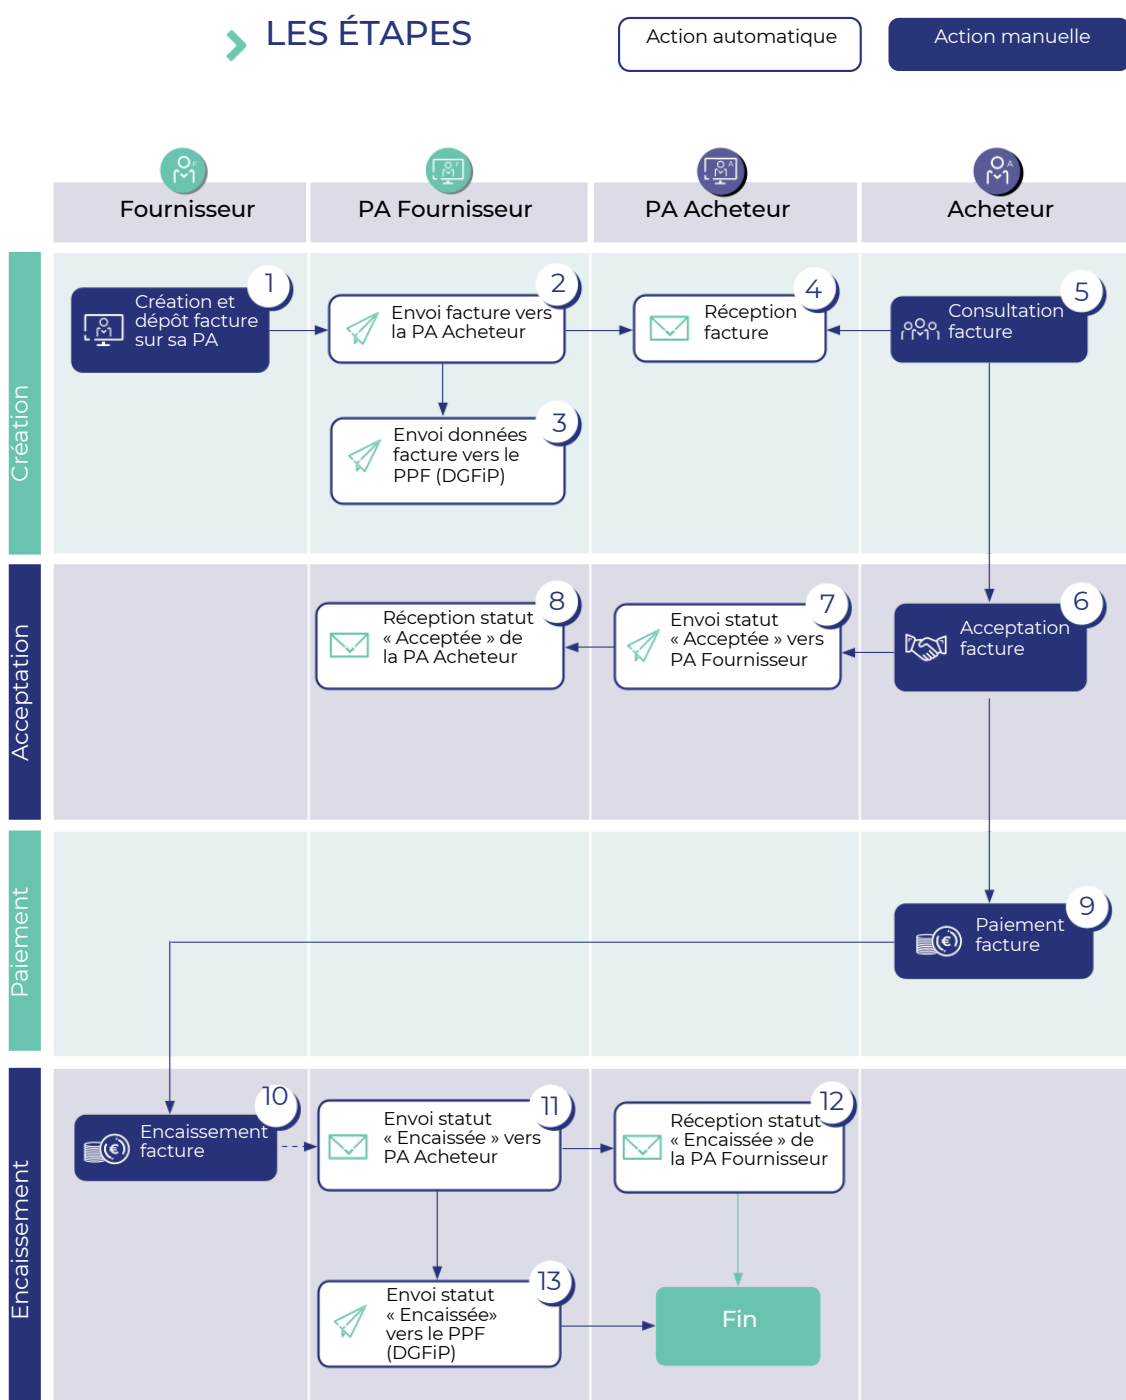 LES ÉTAPES
Action automatique
Action manuelle
Fournisseur
PA Fournisseur
PA Acheteur
Acheteur
Création
1
Création et
dépôt facture
sur sa PA
2
Envoi facture vers
la PA Acheteur
3
Envoi données
facture vers le
PPF (DGFiP)
4
Réception
facture
5
Consultation
facture
Acceptation
6
Acceptation
facture
7
Envoi statut
« Acceptée » vers
PA Fournisseur
8
Réception statut
« Acceptée » de
la PA Acheteur
Paiement
9
Paiement
facture
Encaissement
10
Encaissement
facture
11
Envoi statut
« Encaissée » vers
PA Acheteur
12
Réception statut
« Encaissée » de
la PA Fournisseur
13
Envoi statut
« Encaissée»
vers le PPF
(DGFiP)
Fin